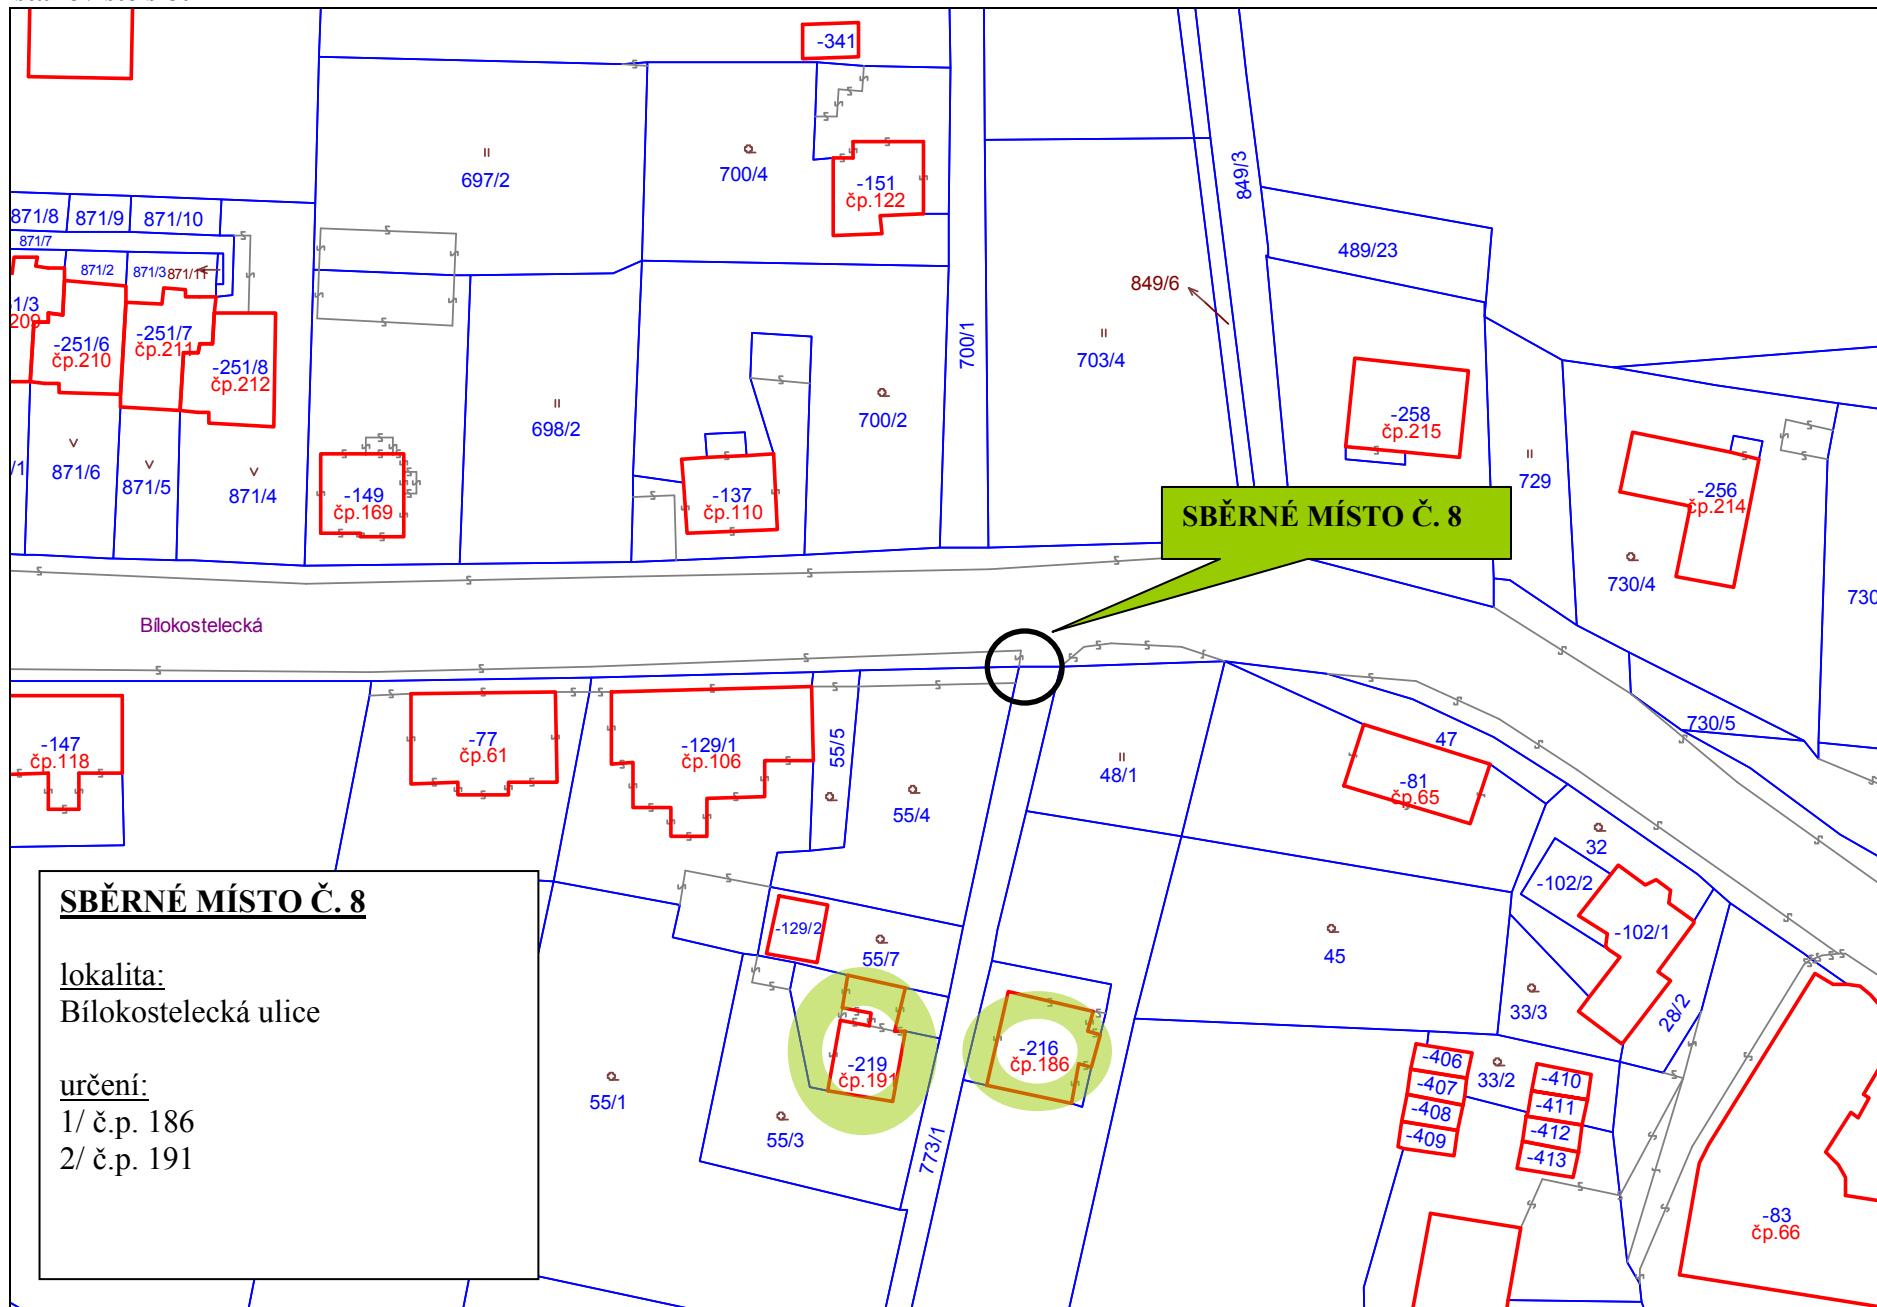 -341
697/2
700/4
-151
čp.122
849/3
871/8
871/9
871/10
871/7
871/2
871/3
871/11
489/23
849/6
1/3
209
-251/6
čp.210
-251/7
čp.211
-251/8
čp.212
700/1
703/4
698/2
700/2
-258
čp.215
/1
871/6
871/5
871/4
-149
čp.169
-137
čp.110
729
-256
čp.214
SBĚRNÉ MÍSTO Č. 8
730/4
730
Bílokostelecká
-147
čp.118
-77
čp.61
-129/1
čp.106
55/5
55/4
48/1
47
730/5
-81
čp.65
32
-102/2
-102/1
SBĚRNÉ MÍSTO Č. 8
lokalita:
Bílokostelecká ulice
určení:
1/ č.p. 186
2/ č.p. 191
-129/2
55/7
45
33/3
28/2
-219
čp.191
-216
čp.186
55/1
55/3
773/1
-406
-407
-408
-409
33/2
-410
-411
-412
-413
-83
čp.66